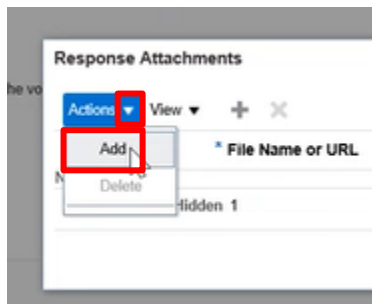 Response Attachments
he vo
Actions View
Add
* File Name or URL
N
Delete
Hidden 1